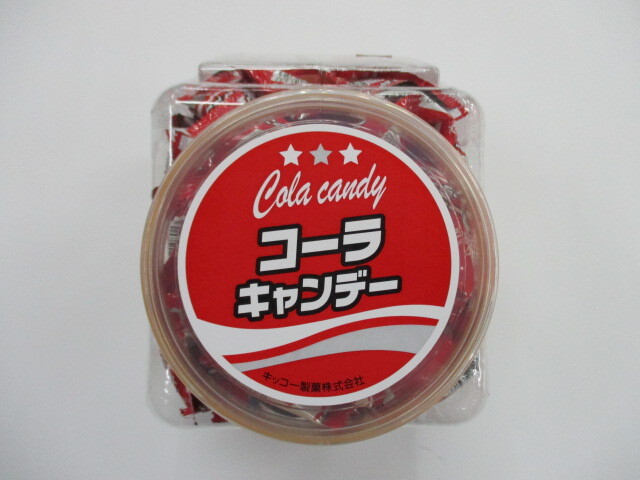 Cola candy
コーラ
キャンデー
キッコー製菓株式会社